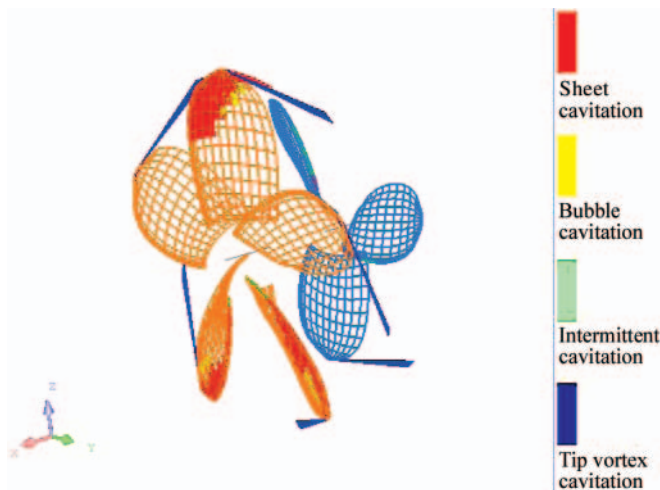 Sheet
cavitation
Bubble
cavitation
Intermittent
cavitation
Z
X
Y
Tip vortex
cavitation